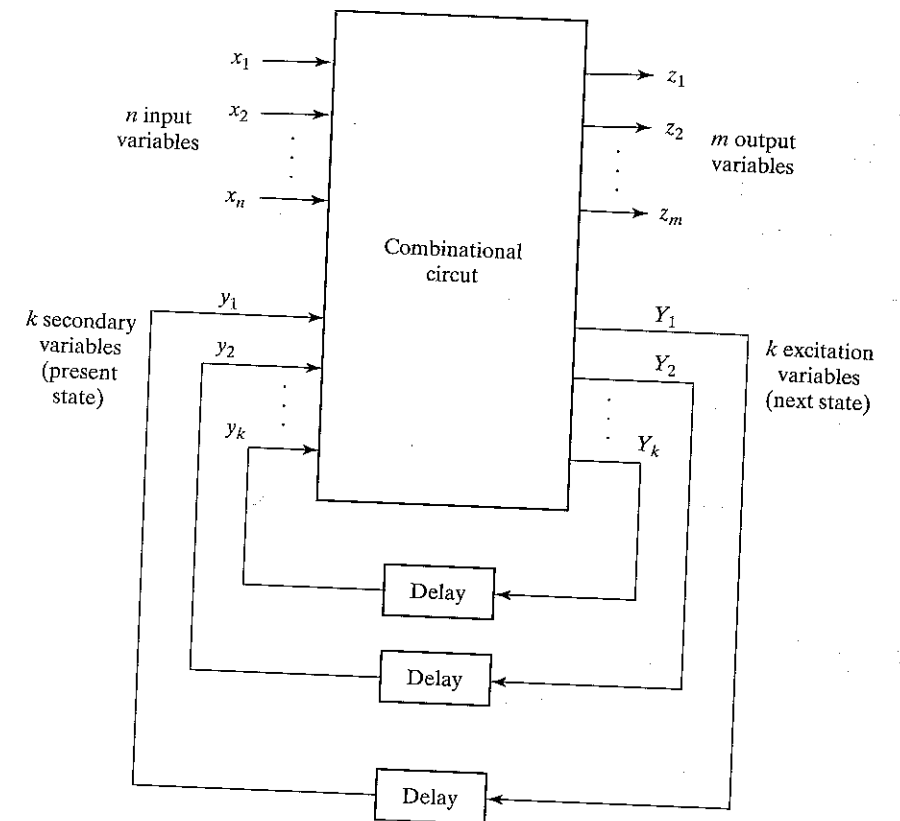 x₁
z₁
n input
variables
x₂
z₂
m output
variables
xₙ
zₘ
Combinational
circut
y₁
Y₁
k secondary
variables
(present
state)
y₂
Y₂
k excitation
variables
(next state)
yₖ
Yₖ
Delay
Delay
Delay